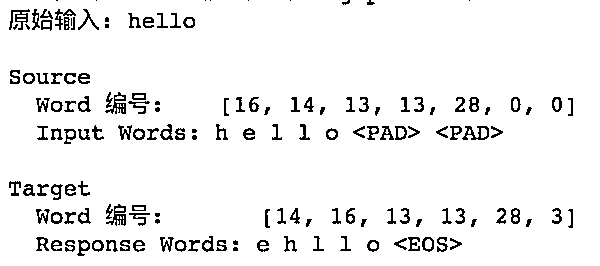 原始输入: hello
Source
Word 编号: [16, 14, 13, 13, 28, 0, 0]
Input Words: h e l l o <PAD> <PAD>
Target
Word 编号: [14, 16, 13, 13, 28, 3]
Response Words: e h l l o <EOS>